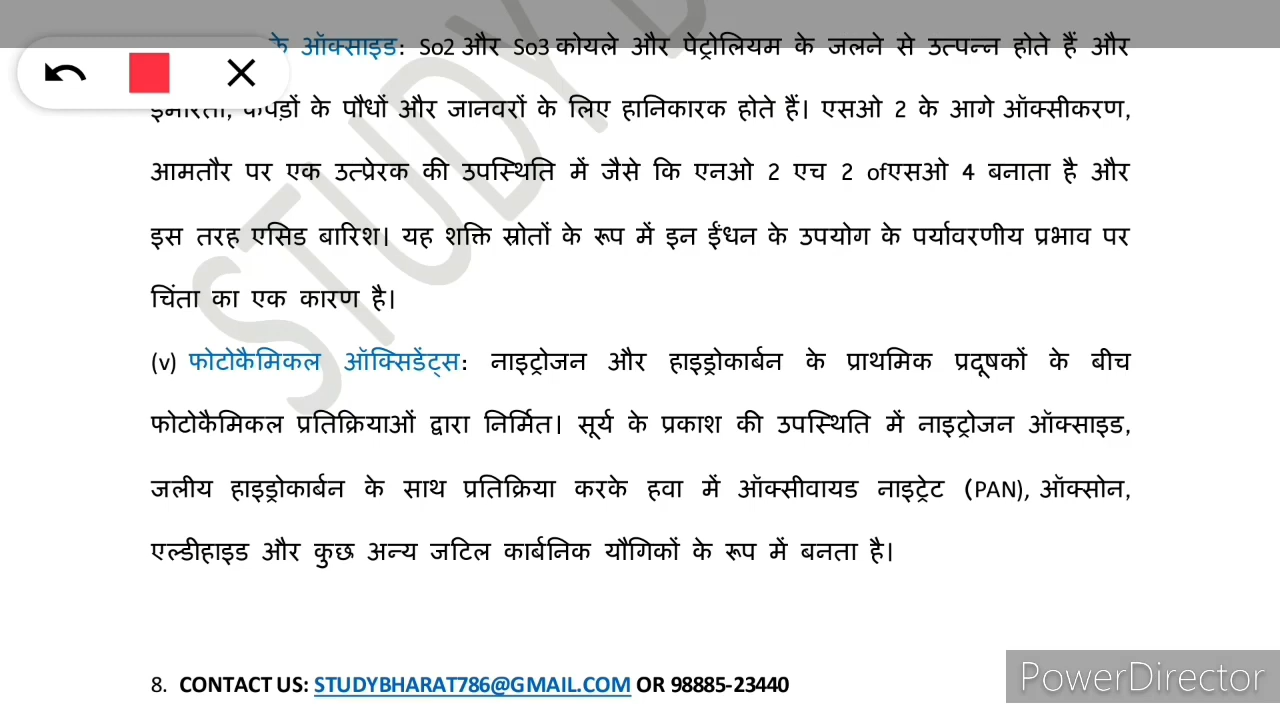 के ऑक्साइड: So2 और So3 कोयले और पेट्रोलियम के जलने से उत्पन्न होते हैं और
इमारतों, कपड़ों के पौधों और जानवरों के लिए हानिकारक होते हैं। एसओ 2 के आगे ऑक्सीकरण,
आमतौर पर एक उत्प्रेरक की उपस्थिति में जैसे कि एनओ 2 एच 2 ofएसओ 4 बनाता है और
इस तरह एसिड बारिश। यह शक्ति स्रोतों के रूप में इन ईंधन के उपयोग के पर्यावरणीय प्रभाव पर
चिंता का एक कारण है।
(v) फोटोकैमिकल ऑक्सिडेंट्स: नाइट्रोजन और हाइड्रोकार्बन के प्राथमिक प्रदूषकों के बीच
फोटोकैमिकल प्रतिक्रियाओं द्वारा निर्मित। सूर्य के प्रकाश की उपस्थिति में नाइट्रोजन ऑक्साइड,
जलीय हाइड्रोकार्बन के साथ प्रतिक्रिया करके हवा में ऑक्सीवायड नाइट्रेट (PAN), ऑक्सोन,
एल्डीहाइड और कुछ अन्य जटिल कार्बनिक यौगिकों के रूप में बनता है।
8. CONTACT US: STUDYBHARAT786@GMAIL.COM OR 98885-23440
PowerDirector
STUDY